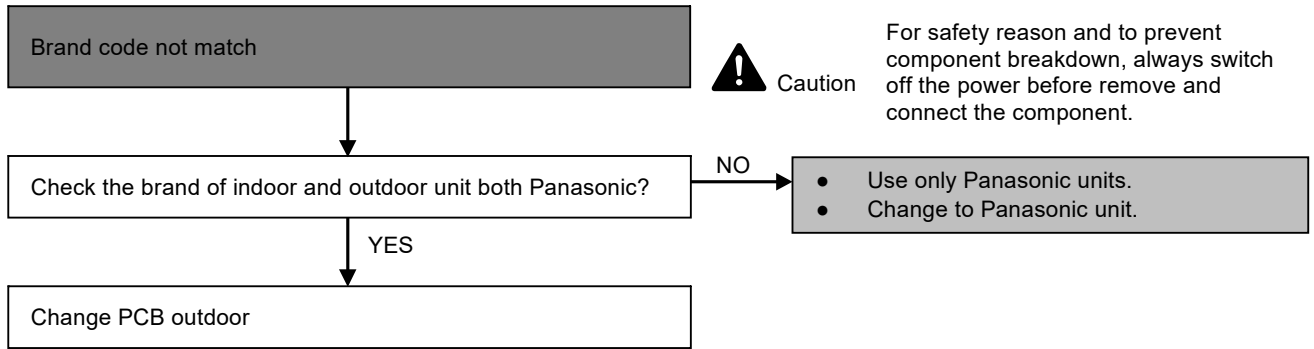 Brand code not match
Caution
For safety reason and to prevent
component breakdown, always switch
off the power before remove and
connect the component.
Check the brand of indoor and outdoor unit both Panasonic?
NO
● Use only Panasonic units.
● Change to Panasonic unit.
YES
Change PCB outdoor